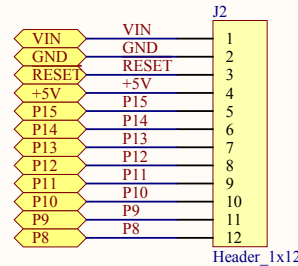 J2
VIN VIN 1
GND GND 2
RESET RESET 3
+5V +5V 4
P15 P15 5
P14 P14 6
P13 P13 7
P12 P12 8
P11 P11 9
P10 P10 10
P9 P9 11
P8 P8 12
Header_1x12